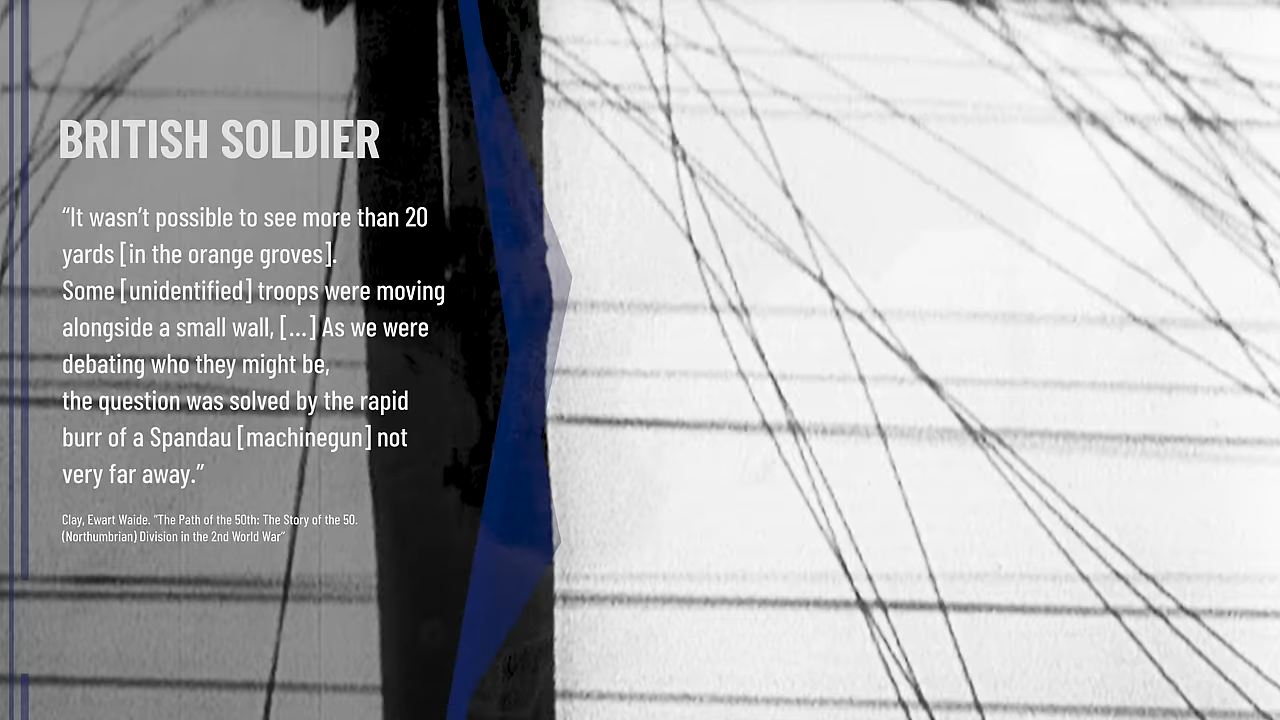 BRITISH SOLDIER
“It wasn’t possible to see more than 20
yards [in the orange groves].
Some [unidentified] troops were moving
alongside a small wall, [...] As we were
debating who they might be,
the question was solved by the rapid
burr of a Spandau [machinegun] not
very far away.”
Clay, Ewart Waide. “The Path of the 50th: The Story of the 50.
(Northumbrian) Division in the 2nd World War”